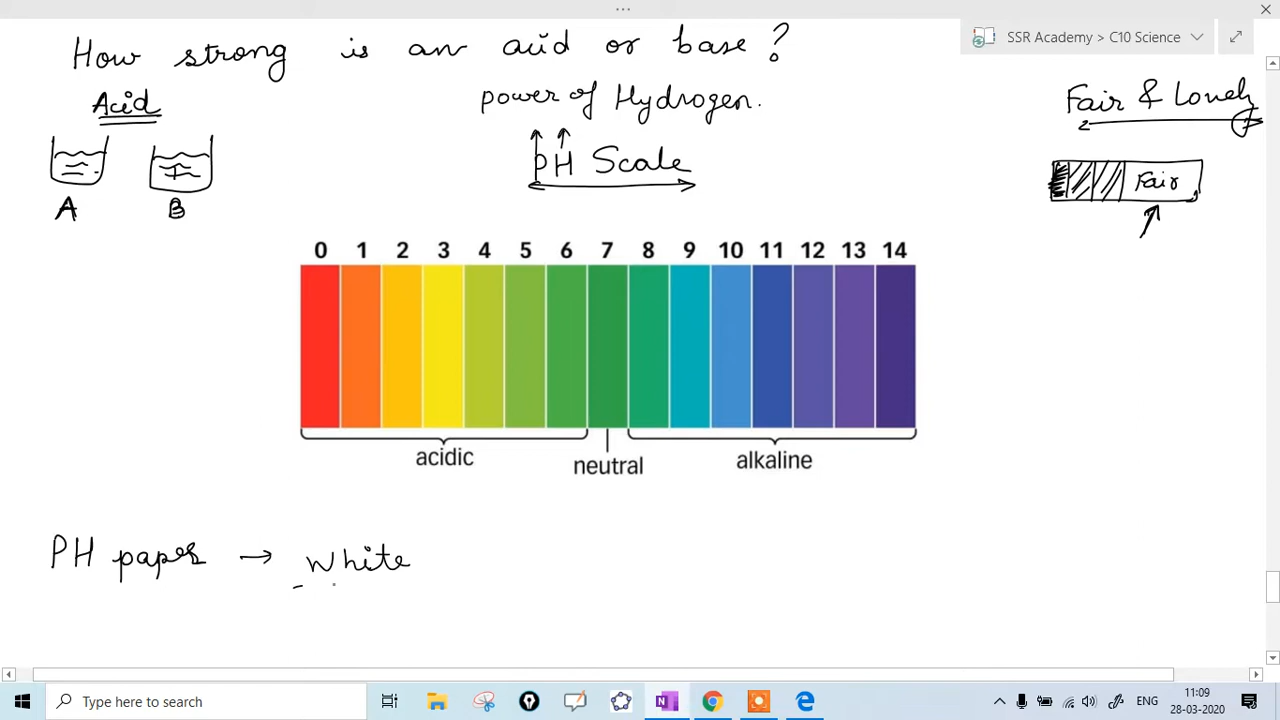 SSR Academy > C10 Science
How strong is an acid or base?
Acid
power of Hydrogen.
Fair & Lovely
PH Scale
Fair
A B
0 1 2 3 4 5 6 7 8 9 10 11 12 13 14
acidic neutral alkaline
PH paper → White
Type here to search
ENG
11:09
28-03-2020